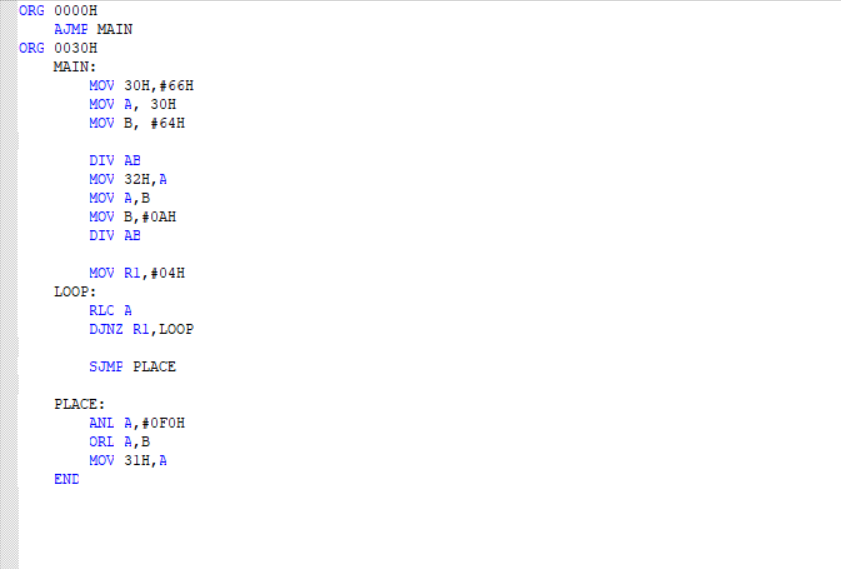 ORG 0000H
AJMP MAIN
ORG 0030H
MAIN:
MOV 30H,#66H
MOV A, 30H
MOV B, #64H
DIV AB
MOV 32H,A
MOV A,B
MOV B,#0AH
DIV AB
MOV R1,#04H
LOOP:
RLC A
DJNZ R1,LOOP
SJMP PLACE
PLACE:
ANL A,#0F0H
ORL A,B
MOV 31H,A
END